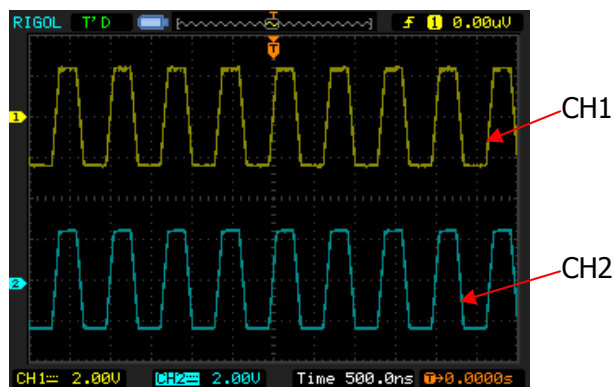 RIGOL T'D T f 1 0.00uV
T
1
CH1
2
CH2
CH1 2.00V CH2 2.00V Time 500.0ns T→0.0000s